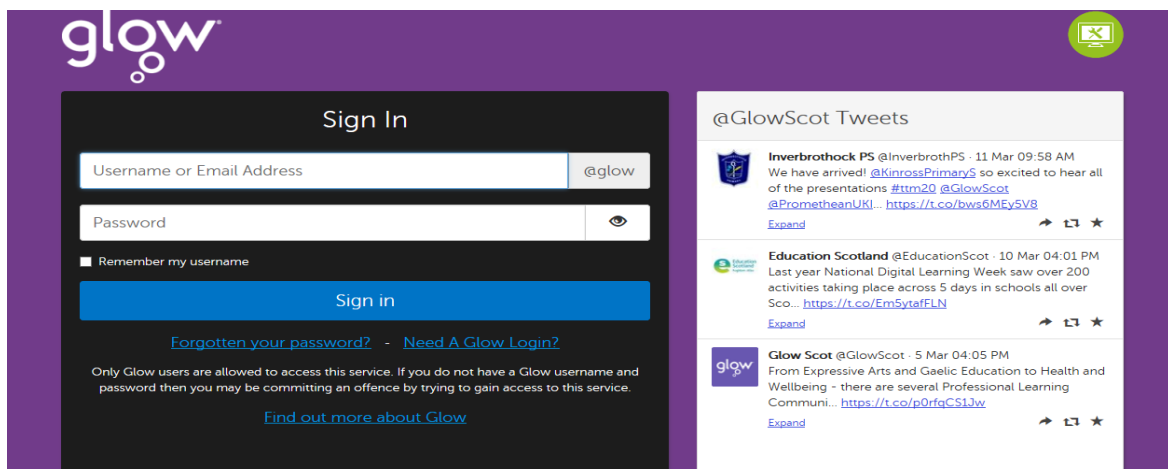 glow
Sign In
Username or Email Address
@glow
Password
Remember my username
Sign in
Forgotten your password? - Need A Glow Login?
Only Glow users are allowed to access this service. If you do not have a Glow username and
password then you may be committing an offence by trying to gain access to this service.
Find out more about Glow
@GlowScot Tweets
Inverbrothock PS @InverbrothPS · 11 Mar 09:58 AM
We have arrived! @KinrossPrimaryS so excited to hear all
of the presentations #ttm20 @GlowScot
@PrometheanUKI... https://t.co/bws6MEy5V8
Expand
Education Scotland
Education Scotland @EducationScot · 10 Mar 04:01 PM
Last year National Digital Learning Week saw over 200
activities taking place across 5 days in schools all over
Sco... https://t.co/Em5ytafFLN
Expand
glow
Glow Scot @GlowScot · 5 Mar 04:05 PM
From Expressive Arts and Gaelic Education to Health and
Wellbeing - there are several Professional Learning
Communi... https://t.co/p0rfqCS1Jw
Expand